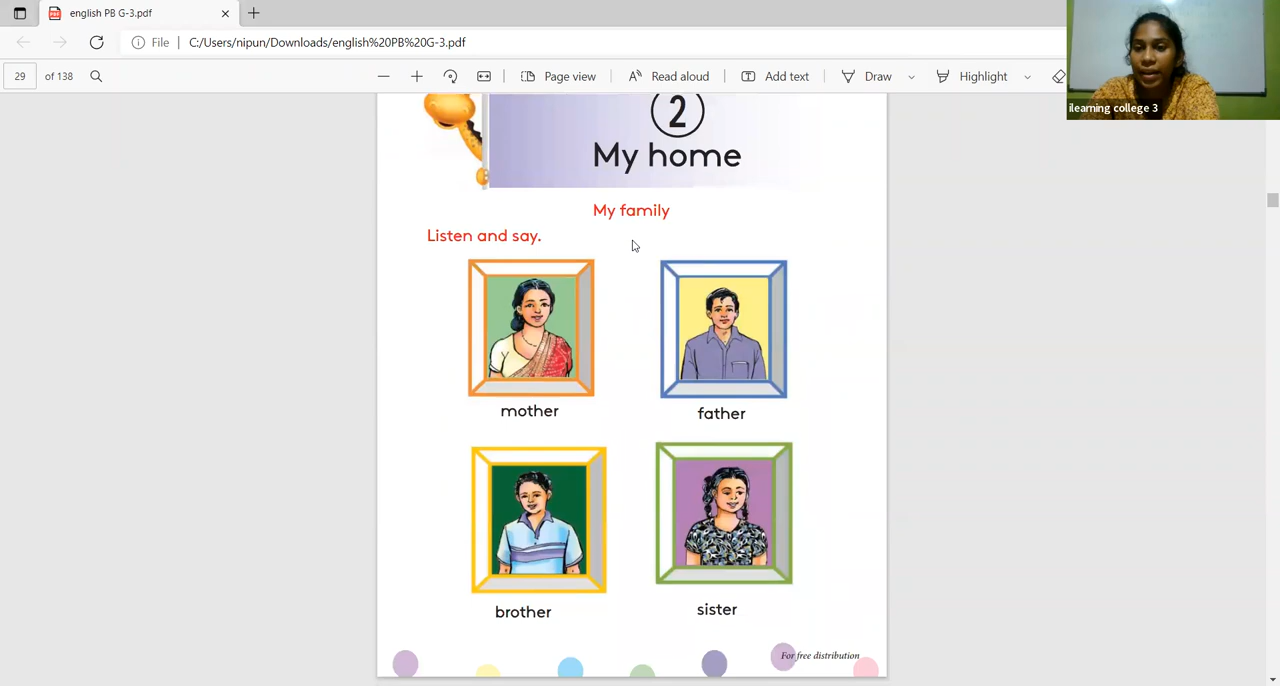 english PB G-3.pdf
File | C:/Users/nipun/Downloads/english%20PB%20G-3.pdf
29 of 138 Page view Read aloud Add text Draw Highlight
ilearning college 3
2
My home
My family
Listen and say.
mother father
brother sister
For free distribution